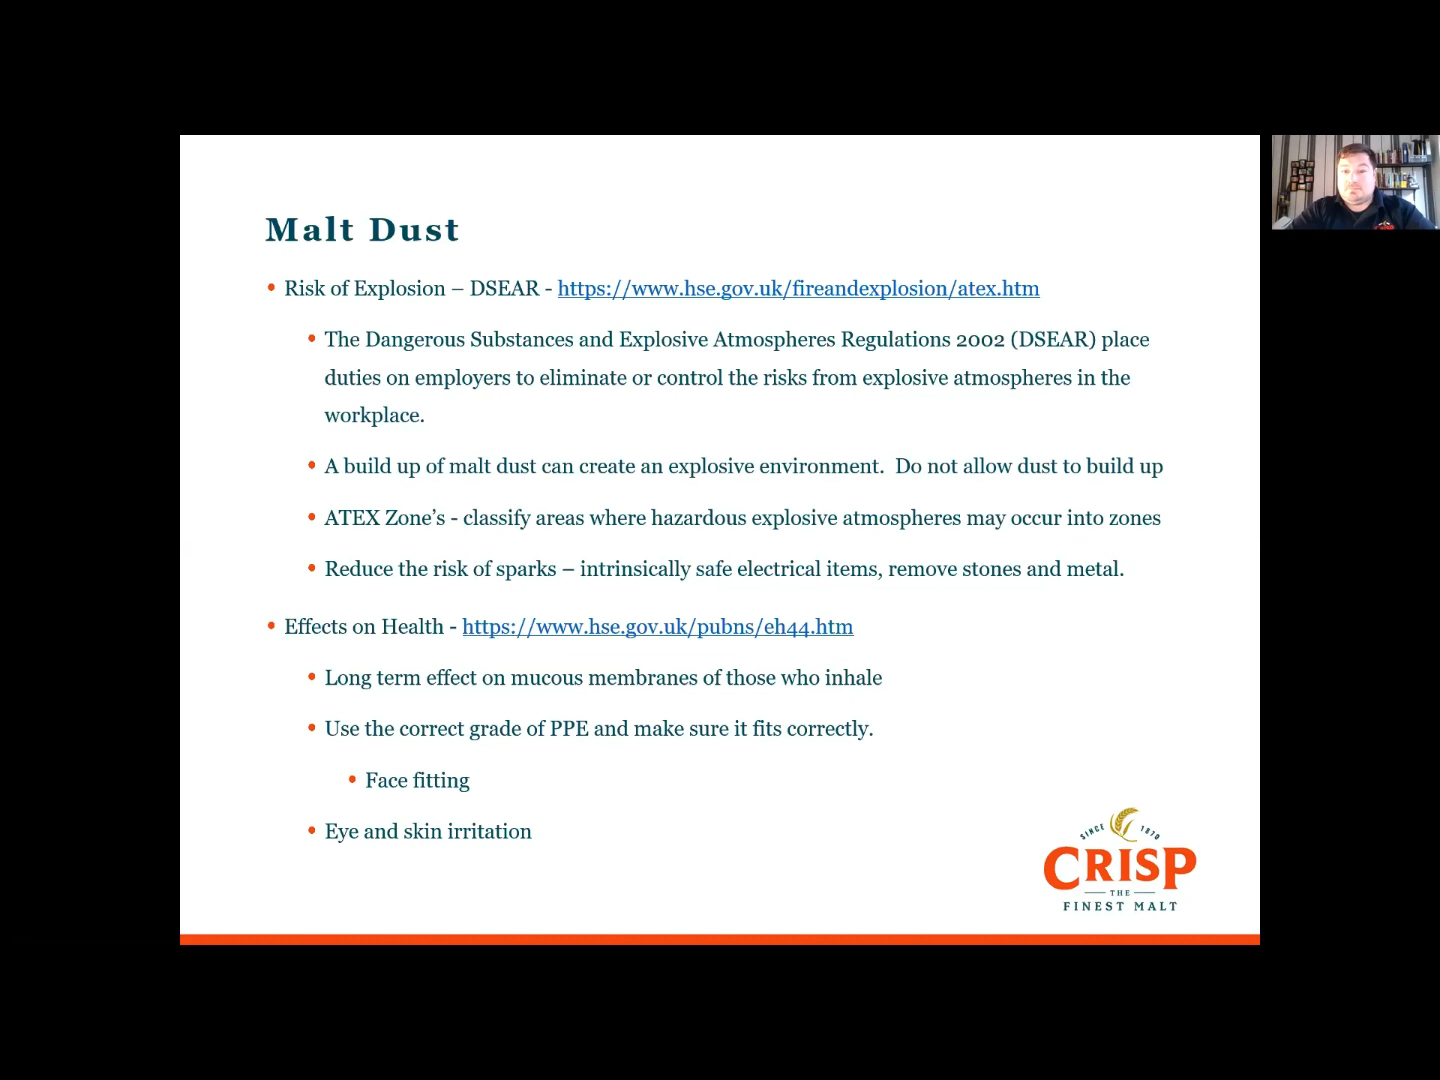 Malt Dust
Risk of Explosion – DSEAR - https://www.hse.gov.uk/fireandexplosion/atex.htm
The Dangerous Substances and Explosive Atmospheres Regulations 2002 (DSEAR) place
duties on employers to eliminate or control the risks from explosive atmospheres in the
workplace.
A build up of malt dust can create an explosive environment.  Do not allow dust to build up
ATEX Zone's - classify areas where hazardous explosive atmospheres may occur into zones
Reduce the risk of sparks – intrinsically safe electrical items, remove stones and metal.
Effects on Health - https://www.hse.gov.uk/pubns/eh44.htm
Long term effect on mucous membranes of those who inhale
Use the correct grade of PPE and make sure it fits correctly.
Face fitting
Eye and skin irritation
SINCE 1870
CRISP
THE
FINEST MALT